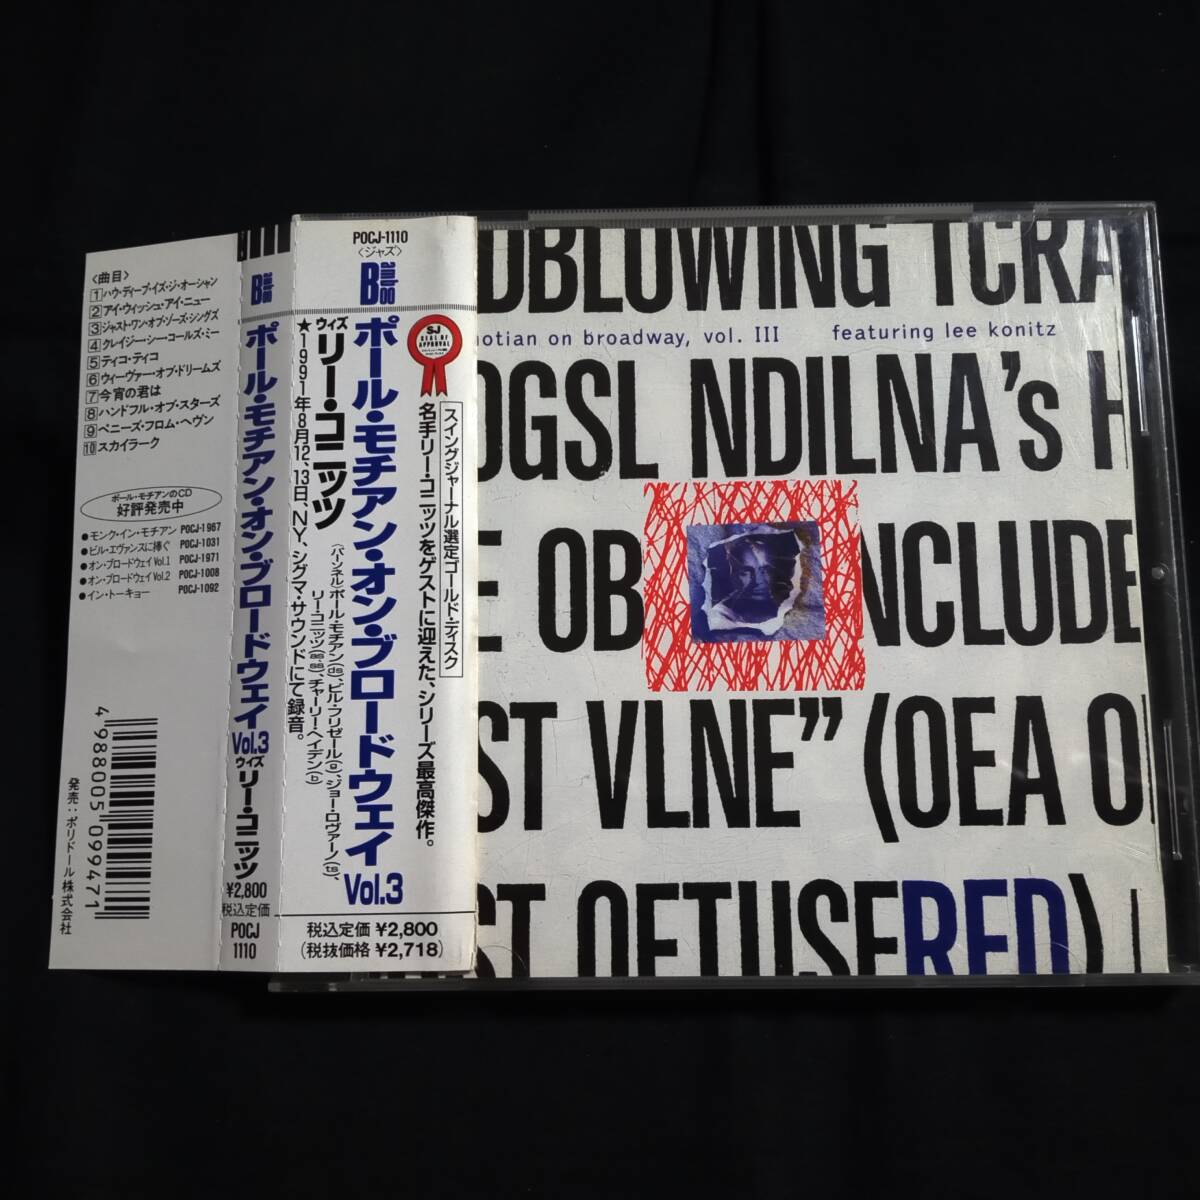 〈曲目〉
1 ハウ・ディープ・イズ・ジ・オーシャン
2 アイ・ウィッシュ・アイ・ニュー
3 ジャスト・ワン・オブ・ゾーズ・シングズ
4 クレイジー・シー・コールズ・ミー
5 ティコ・ティコ
6 ウィーヴァー・オブ・ドリームズ
7 今宵の君は
8 ハンドフル・オブ・スターズ
9 ペニーズ・フロム・ヘヴン
10 スカイラーク
ポール・モチアンのCD
好評発売中
●モンク・イン・モチアン POCJ-1967
●ビル・エヴァンスに捧ぐ POCJ-1031
●オン・ブロードウェイ Vol.1 POCJ-1971
●オン・ブロードウェイ Vol.2 POCJ-1008
●イン・トーキョー POCJ-1092
4 988005 099471
発売：ポリドール株式会社
Bamboo
ポール・モチアン・オン・ブロードウェイ Vol.3
ウィズ リー・コニッツ
¥2,800
税込定価
POCJ
1110
POCJ-1110
〈ジャズ〉
Bamboo
SJ
SEAL OF
APPROVAL
スイングジャーナル選定ゴールド・ディスク
名手リー・コニッツをゲストに迎えた、シリーズ最高傑作。
ポール・モチアン・オン・ブロードウェイ Vol.3
ウィズ リー・コニッツ
(パーソネル)ポール・モチアン(ds)、ビル・フリゼール(g)、ジョー・ロヴァーノ(ts)、
リー・コニッツ(as・ss)、チャーリー・ヘイデン(b)
★1991年8月12、13日、N.Y.、シグマ・サウンドにて録音。
税込定価 ¥2,800
(税抜価格 ¥2,718)
DBLOWING TCRA
otian on broadway, vol. III featuring lee konitz
OGSL NDILNA's H
E OB NCLUDE
ST VLNE” (OEA O
ST OETUSERED)